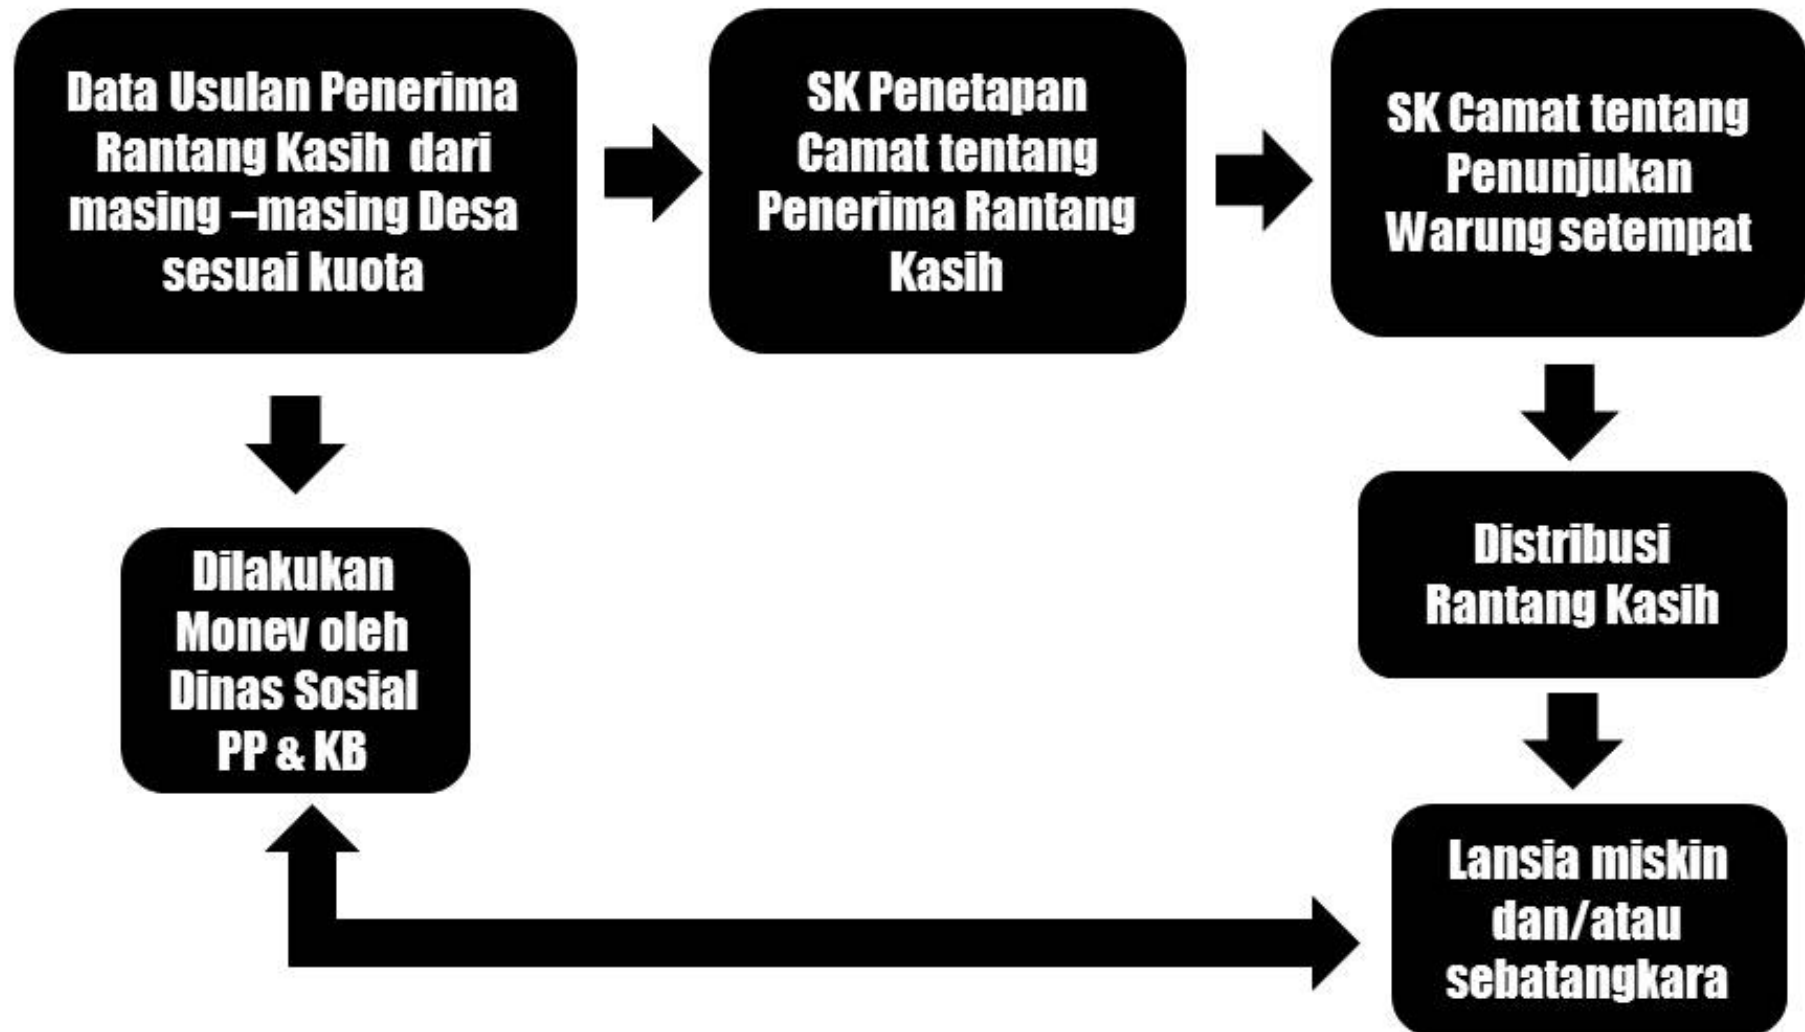 Data Usulan Penerima
Rantang Kasih dari
masing –masing Desa
sesuai kuota
SK Penetapan
Camat tentang
Penerima Rantang
Kasih
SK Camat tentang
Penunjukan
Warung setempat
Dilakukan
Monev oleh
Dinas Sosial
PP & KB
Distribusi
Rantang Kasih
Lansia miskin
dan/atau
sebatangkara